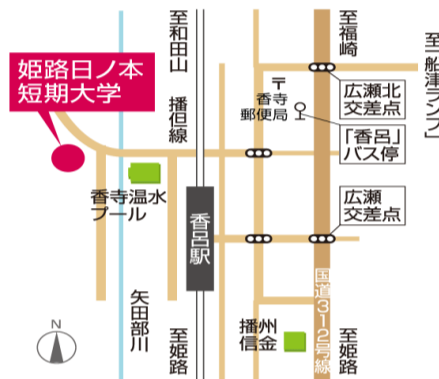 至和田山
至福崎
至「船津ランプ」
姫路日ノ本
短期大学
播但線
〒
香寺
郵便局
広瀬北
交差点
「香呂」
バス停
香寺温水
プール
広瀬
交差点
香呂駅
国道312号線
矢田部川
播州
信金
N
至姫路
至姫路